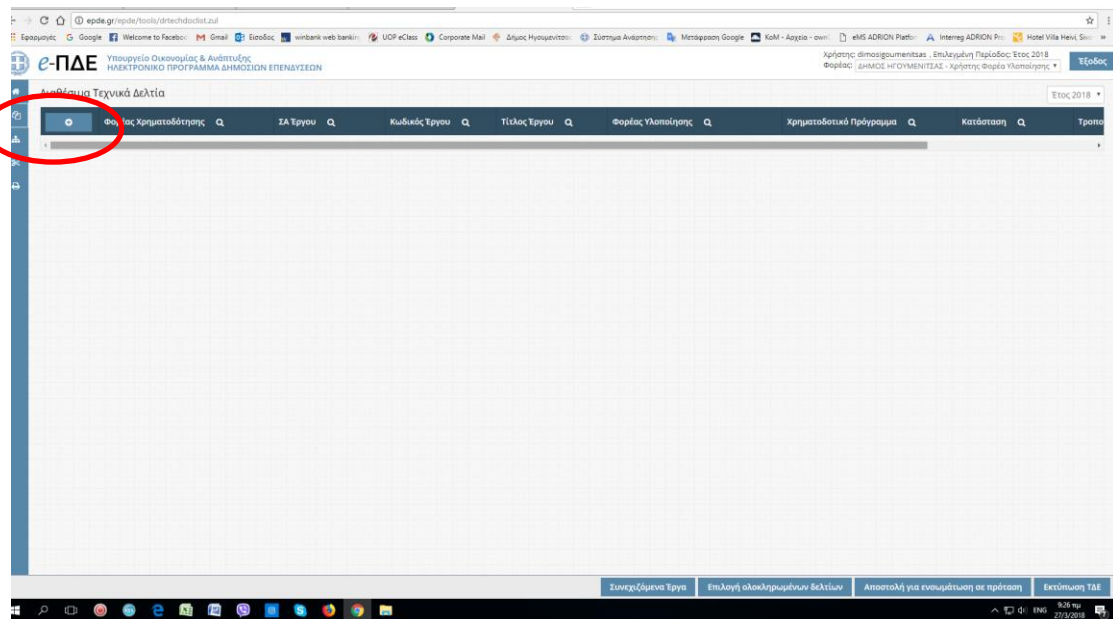 epde.gr/epde/tools/drtechdoclist.zul
Εφαρμογές Google Welcome to Faceboo Gmail Είσοδος winbank web bankin UOP eClass Corporate Mail Δήμος Ηγουμενίτσας Σύστημα Ανάρτησης Μετάφραση Google KoM - Αρχεία - own eMS ADRION Platfor Interreg ADRION Pro Hotel Villa Heivi, Sivo »
e-ΠΔΕ
Υπουργείο Οικονομίας & Ανάπτυξης
ΗΛΕΚΤΡΟΝΙΚΟ ΠΡΟΓΡΑΜΜΑ ΔΗΜΟΣΙΩΝ ΕΠΕΝΔΥΣΕΩΝ
Χρήστης: dimosigoumenitsas , Επιλεγμένη Περίοδος: Έτος 2018
Φορέας: ΔΗΜΟΣ ΗΓΟΥΜΕΝΙΤΣΑΣ - Χρήστης Φορέα Υλοποίησης
Έξοδος
Διαθέσιμα Τεχνικά Δελτία
Έτος 2018
Φορέας Χρηματοδότησης ΣΑ Έργου Κωδικός Έργου Τίτλος Έργου Φορέας Υλοποίησης Χρηματοδοτικό Πρόγραμμα Κατάσταση Τροπο
Συνεχιζόμενα Έργα Επιλογή ολοκληρωμένων δελτίων Αποστολή για ενσωμάτωση σε πρόταση Εκτύπωση ΤΔΕ
ΕΝG 9:26 πμ
27/3/2018